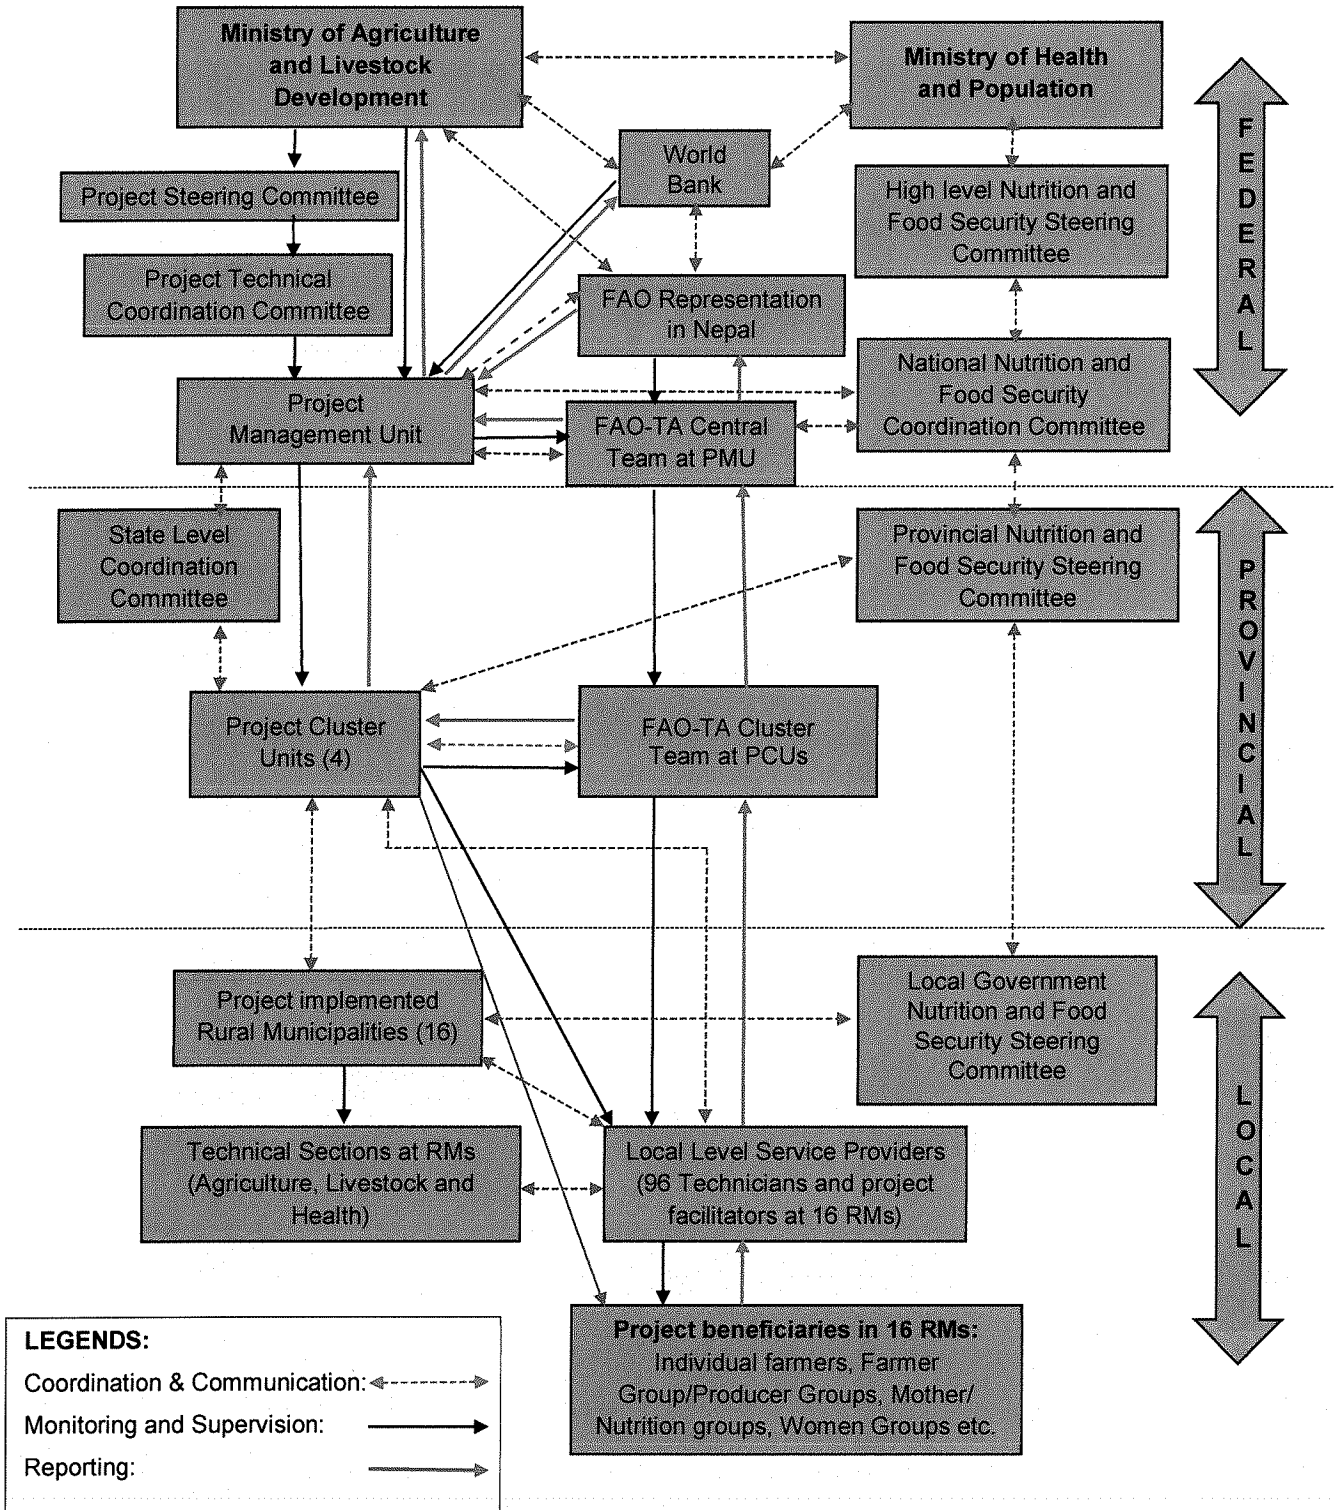 Ministry of Agriculture
and Livestock
Development
Ministry of Health
and Population
World
Bank
Project Steering Committee
High level Nutrition and
Food Security Steering
Committee
Project Technical
Coordination Committee
FAO Representation
in Nepal
National Nutrition and
Food Security
Coordination Committee
Project
Management Unit
FAO-TA Central
Team at PMU
FEDERAL
State Level
Coordination
Committee
Provincial Nutrition and
Food Security Steering
Committee
Project Cluster
Units (4)
FAO-TA Cluster
Team at PCUs
PROVINCIAL
Project implemented
Rural Municipalities (16)
Local Government
Nutrition and Food
Security Steering
Committee
Technical Sections at RMs
(Agriculture, Livestock and
Health)
Local Level Service Providers
(96 Technicians and project
facilitators at 16 RMs)
LOCAL
Project beneficiaries in 16 RMs:
Individual farmers, Farmer
Group/Producer Groups, Mother/
Nutrition groups, Women Groups etc.
LEGENDS:
Coordination & Communication:
Monitoring and Supervision:
Reporting: